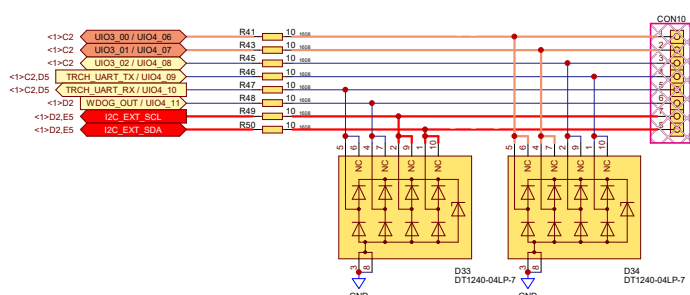 CON10
<1>C2 UIO3_00 / UIO4_06 R41 10 1608 1
<1>C2 UIO3_01 / UIO4_07 R43 10 1608 2
<1>C2 UIO3_02 / UIO4_08 R45 10 1608 3
<1>C2,D5 TRCH_UART_TX / UIO4_09 R46 10 1608 4
<1>C2,D5 TRCH_UART_RX / UIO4_10 R47 10 1608 5
<1>D2 WDOG_OUT / UIO4_11 R48 10 1608 6
<1>D2,E5 I2C_EXT_SCL R49 10 1608 7
<1>D2,E5 I2C_EXT_SDA R50 10 1608 8
5 6 4 7 2 9 1 10 5 6 4 7 2 9 1 10
NC NC NC NC NC NC NC NC
3 8 3 8
D33 D34
DT1240-04LP-7 DT1240-04LP-7
GND GND